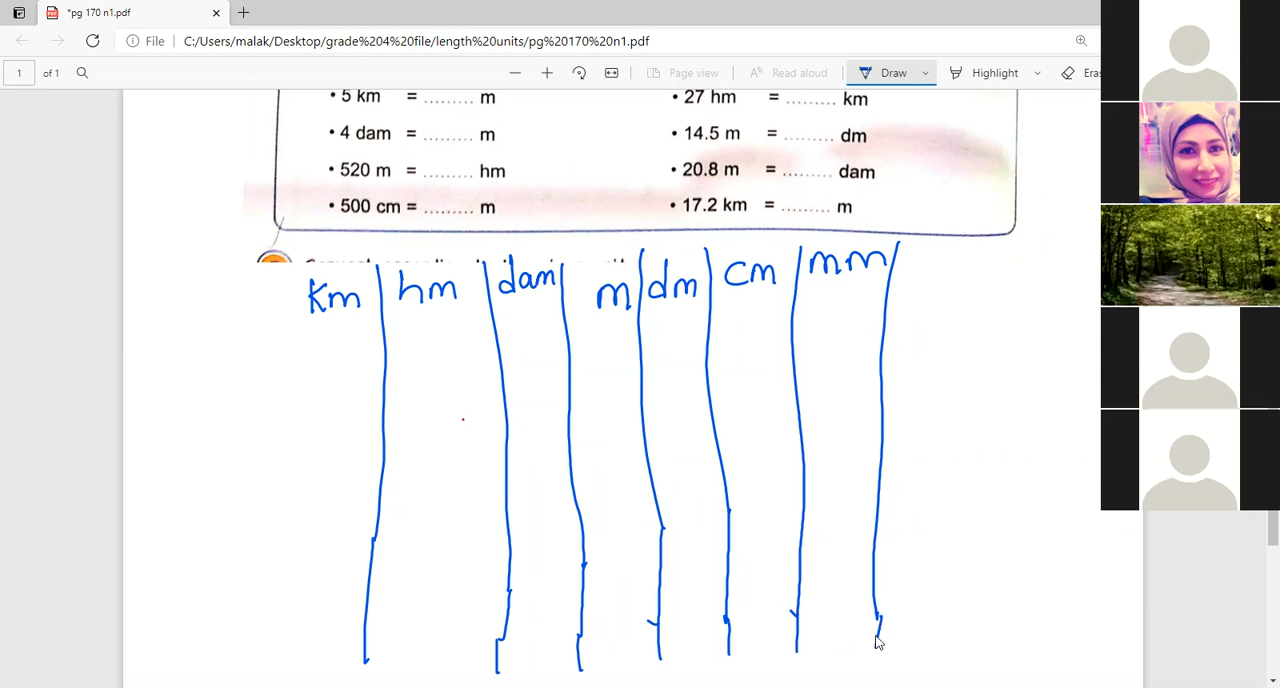 *pg 170 n1.pdf
File C:/Users/malak/Desktop/grade%204%20file/length%20units/pg%20170%20n1.pdf
1 of 1 Page view Read aloud Draw Highlight Eras
• 5 km = ......... m • 27 hm = ......... km
• 4 dam = ......... m • 14.5 m = ......... dm
• 520 m = ......... hm • 20.8 m = ......... dam
• 500 cm = ......... m • 17.2 km = ......... m
km hm dam m dm cm mm